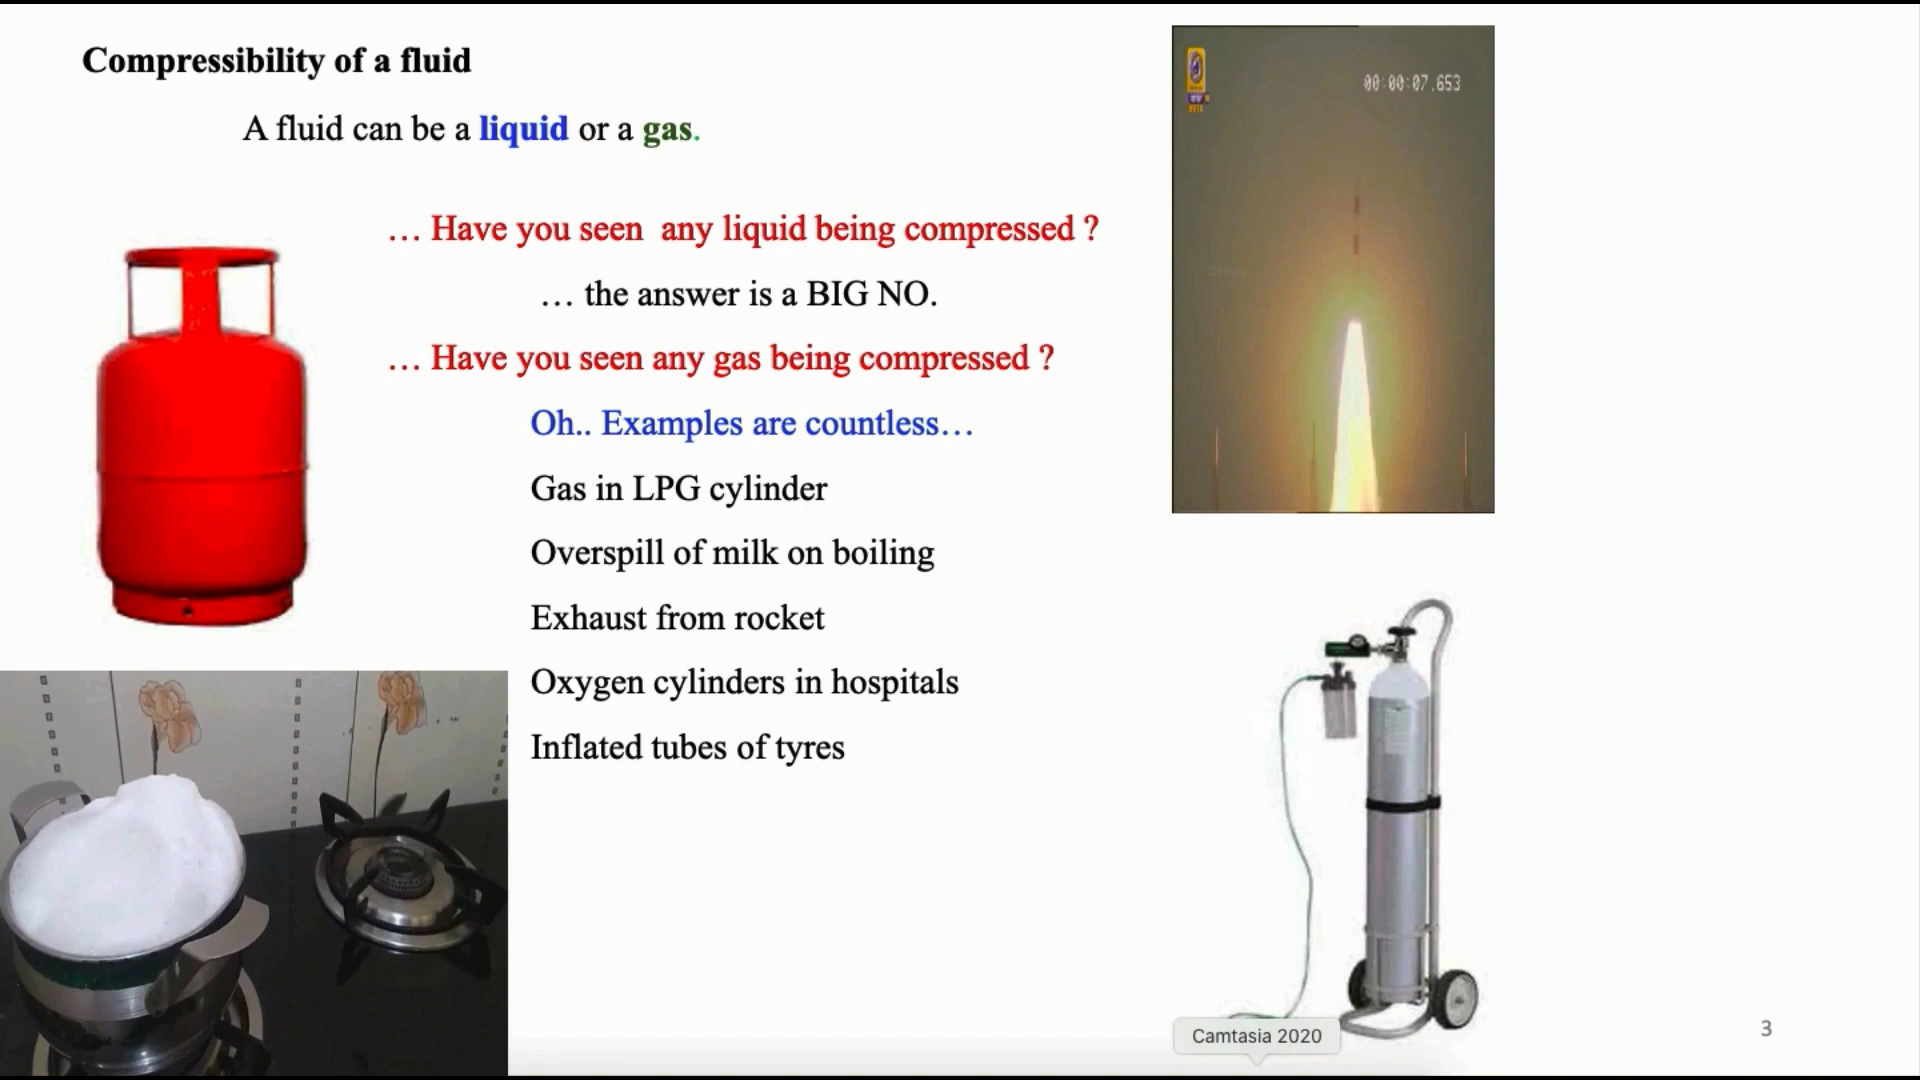 Compressibility of a fluid
A fluid can be a liquid or a gas.
… Have you seen any liquid being compressed ?
… the answer is a BIG NO.
… Have you seen any gas being compressed ?
Oh.. Examples are countless…
Gas in LPG cylinder
Overspill of milk on boiling
Exhaust from rocket
Oxygen cylinders in hospitals
Inflated tubes of tyres
00:00:07.653
Camtasia 2020
3